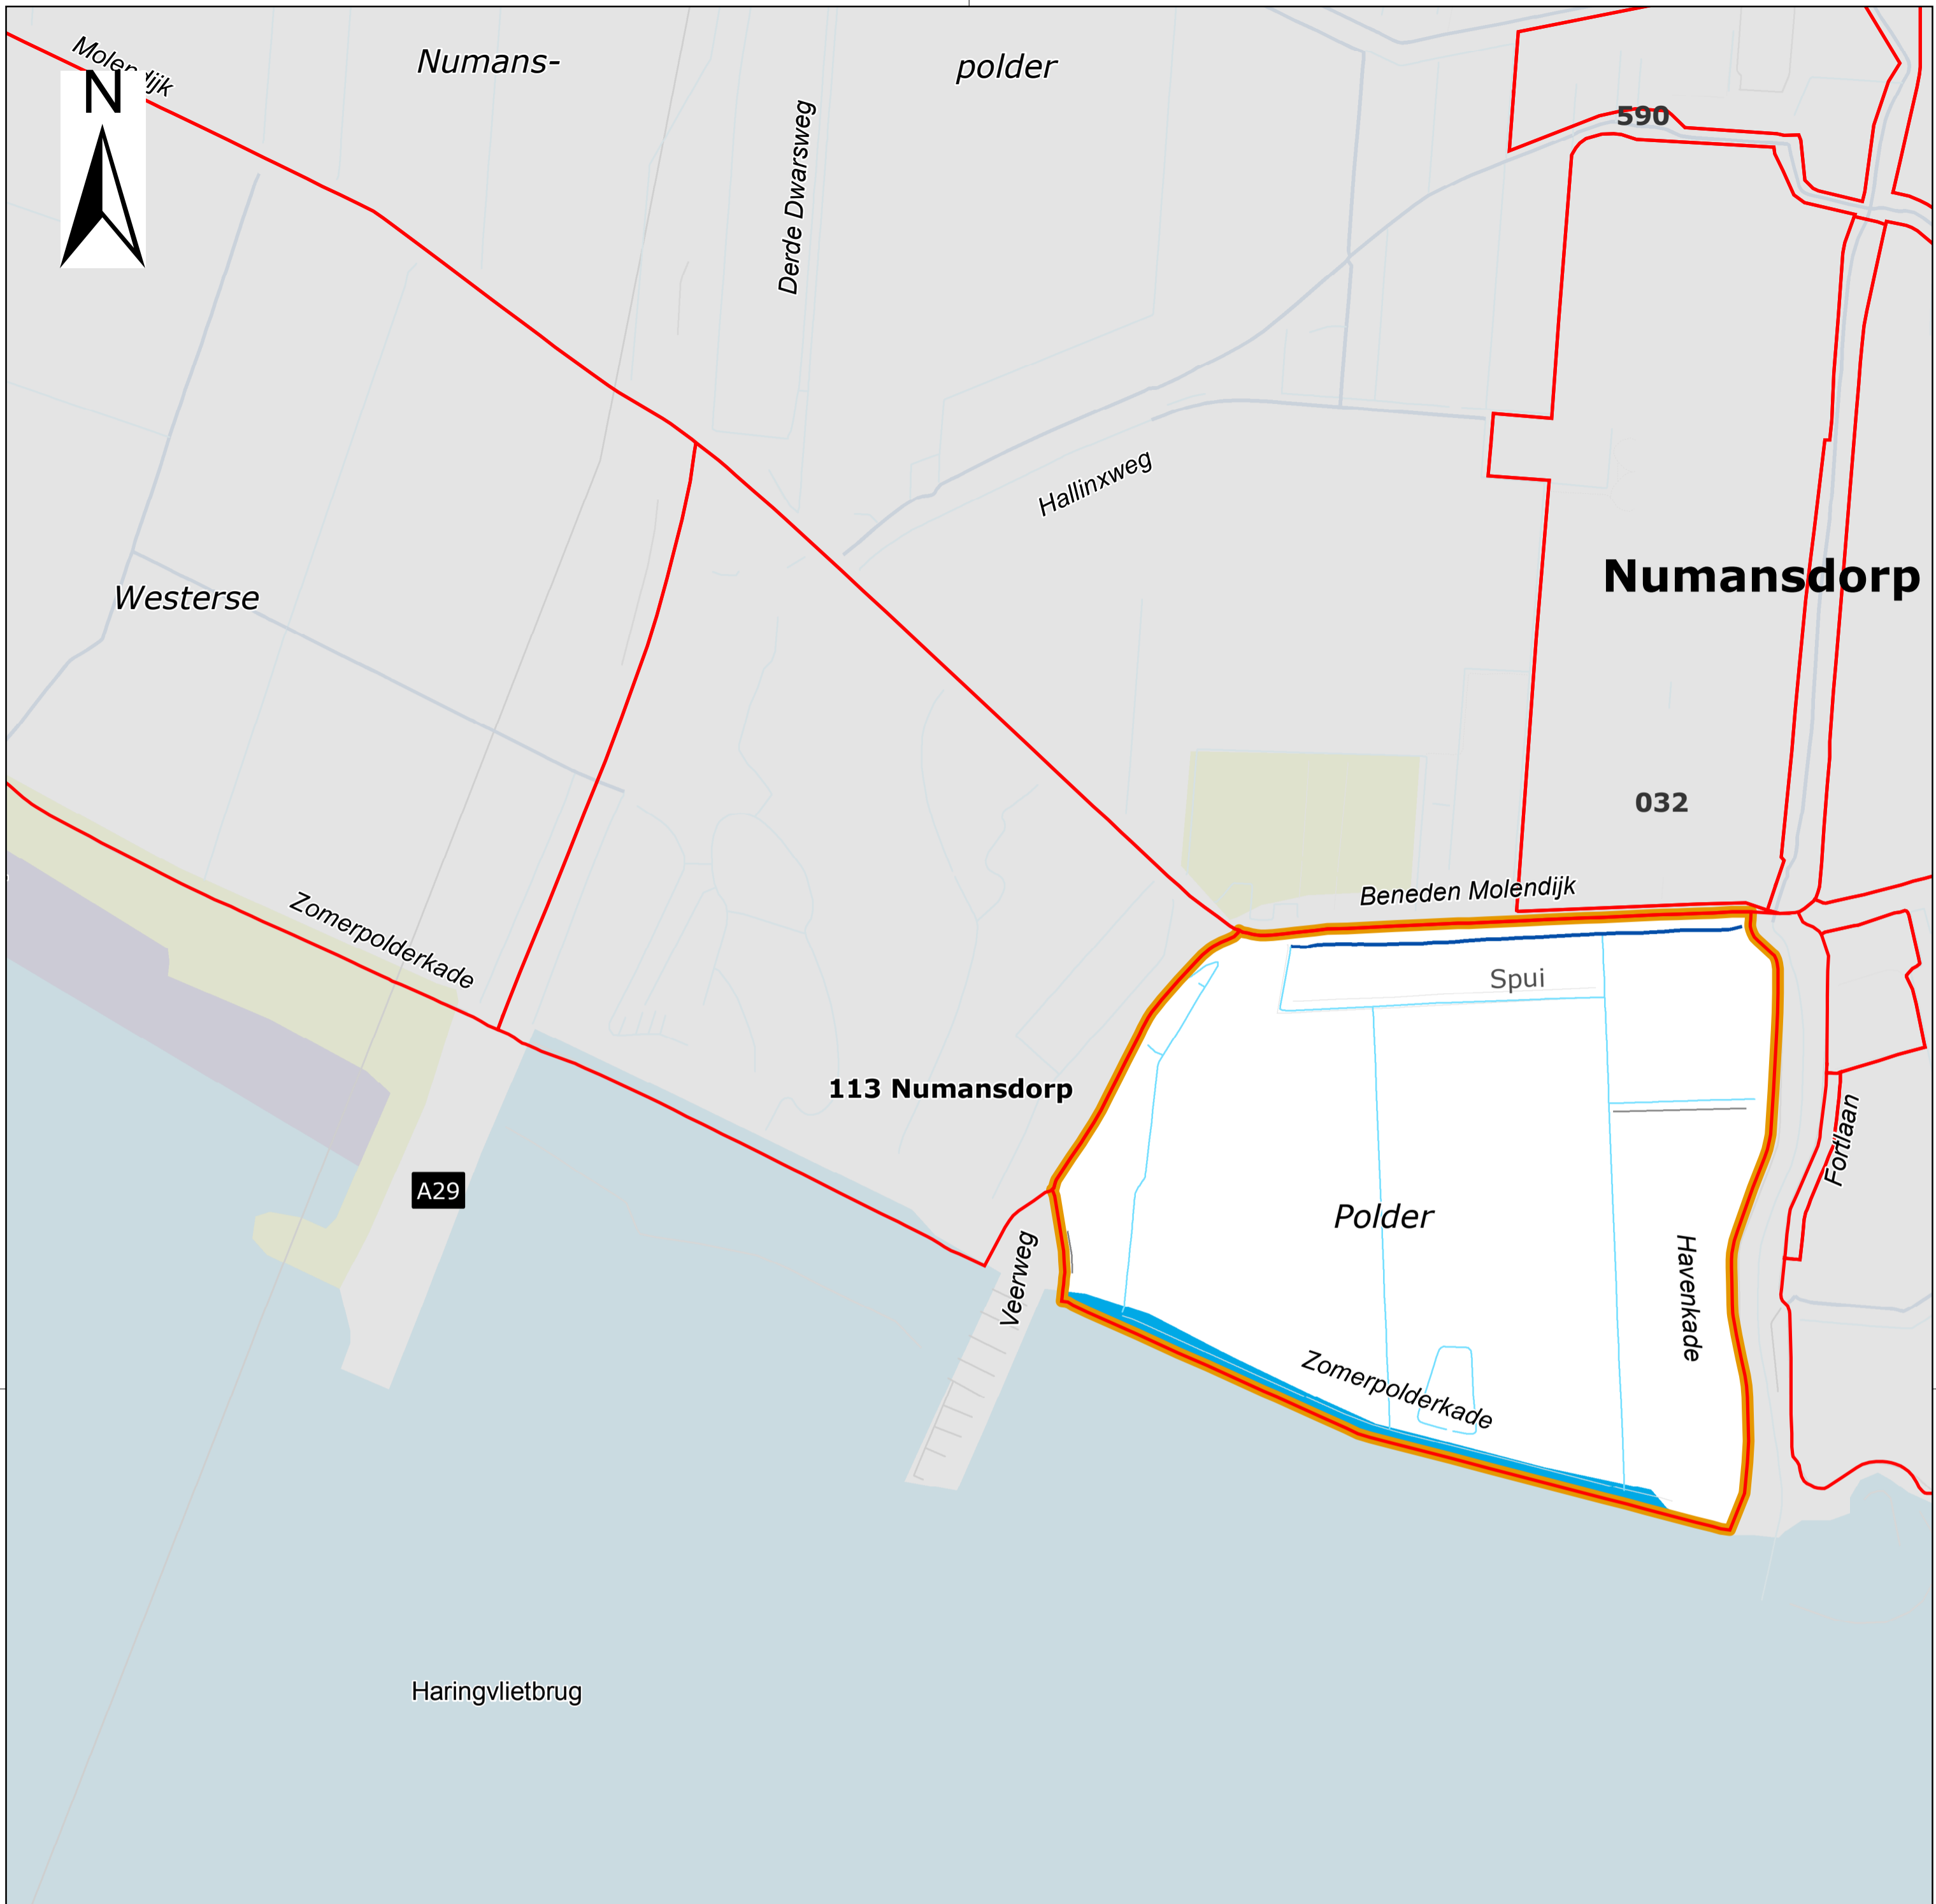 Molendijk
Numans-
polder
N
Derde Dwarsweg
590
Hallinxweg
Numansdorp
Westerse
032
Beneden Molendijk
Zomerpolderkade
Spui
113 Numansdorp
Fortlaan
A29
Polder
Veerweg
Havenkade
Zomerpolderkade
Haringvlietbrug